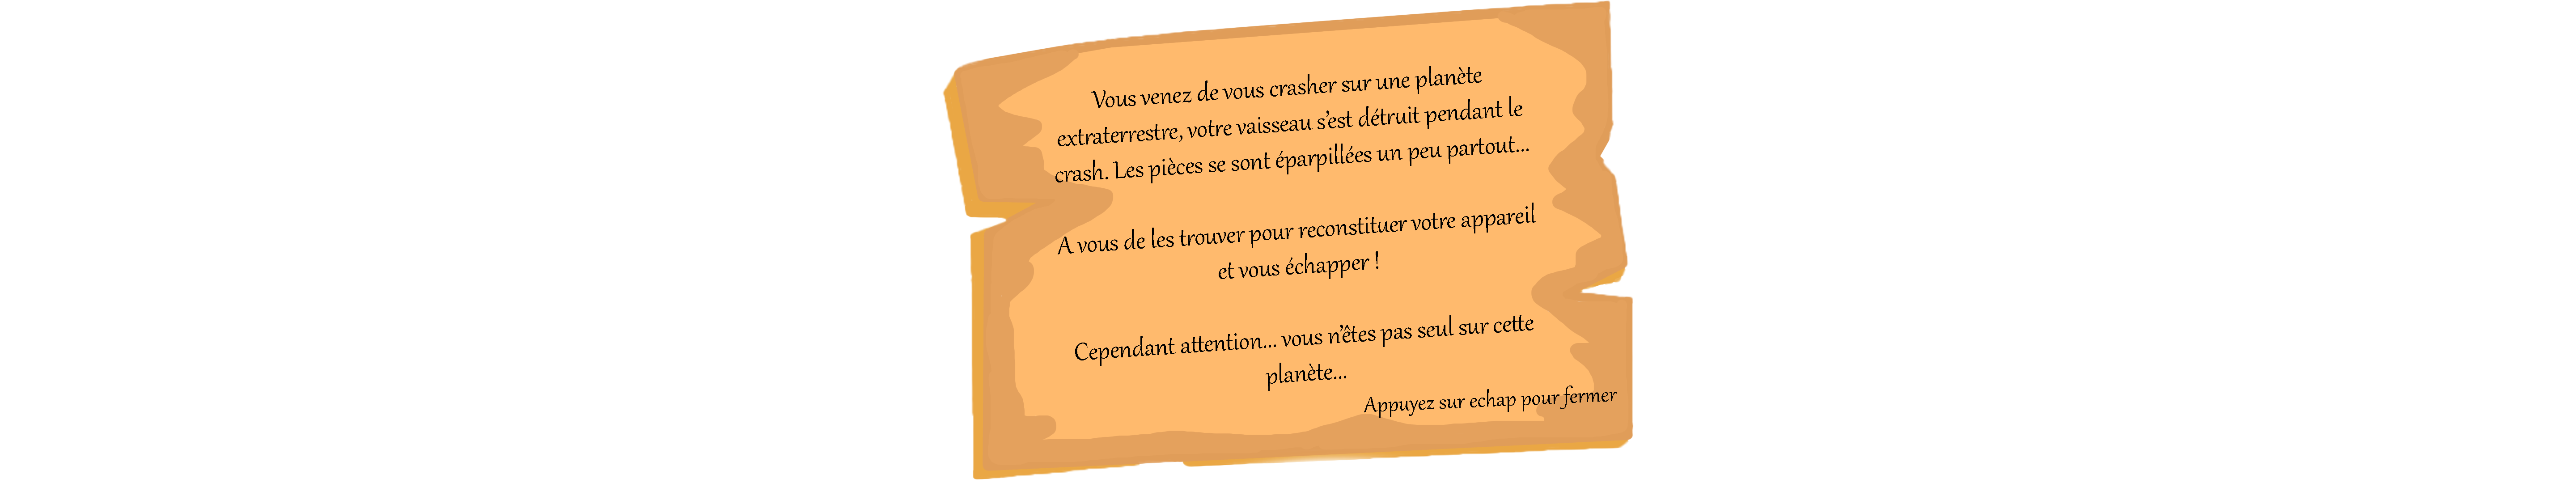 Vous venez de vous crasher sur une planète
extraterrestre, votre vaisseau s’est détruit pendant le
crash. Les pièces se sont éparpillées un peu partout...
A vous de les trouver pour reconstituer votre appareil
et vous échapper !
Cependant attention... vous n’êtes pas seul sur cette
planète...
Appuyez sur echap pour fermer